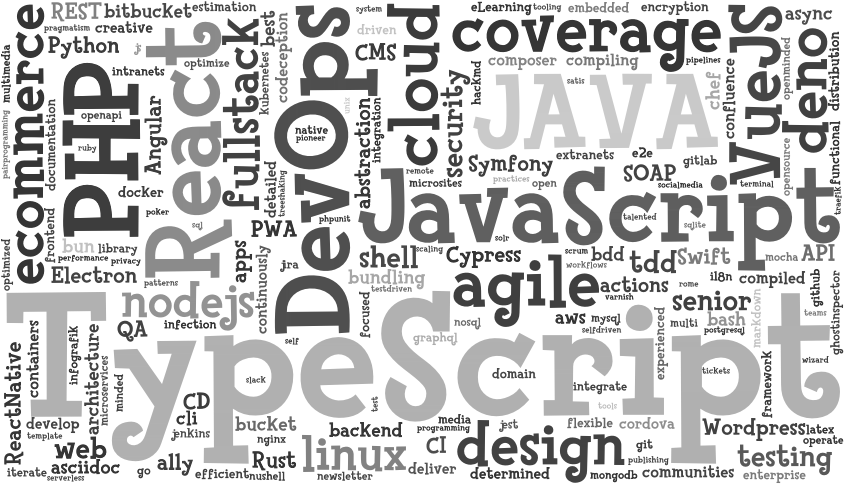 REST
bitbucket
estimation
system
eLearning
tooling
embedded
encryption
pragmatism
creative
best
driven
coverage
async
multimedia
ecommerce
Python
js
React
optimize
fullstack
kubernetes
codeception
DevOps
CMS
cloud
composer
compiling
pipelines
VueJS
openminded
deno
distribution
intranets
PHP
openapi
Angular
unix
hackmd
JAVA
satis
chef
confluence
pairprogramming
documentation
ruby
native
pioneer
abstraction
integration
security
remote
Symfony
extranets
e2e
gitlab
opensource
functional
docker
detailed
treeshaking
microsites
practices
open
SOAP
socialmedia
terminal
traefik
poker
sql
PWA
phpunit
JavaScript
talented
sqlite
optimized
frontend
bun
library
performance
privacy
apps
continuously
shell
scaling
solr
Cypress
scrum
bdd
workflows
tdd
Swift
mocha
API
Electron
patterns
jra
bundling
testdriven
agile
actions
rome
i18n
compiled
nodejs
varnish
senior
markdown
github
ghostinspector
QA
infection
focused
nosql
aws
mysql
multi
bash
teams
self
graphql
selfdriven
experienced
postgresql
TypeScript
ReactNative
containers
infografik
architecture
microservices
minded
slack
domain
integrate
tickets
framework
wizard
CD
test
tools
develop
template
cli
jenkins
bucket
nginx
backend
media
programming
jest
flexible
cordova
Wordpress
latex
operate
web
linux
CI
design
git
publishing
testing
iterate
asciidoc
serverless
go
ally
efficient
Rust
nushell
newsletter
deliver
determined
mongodb
communities
enterprise